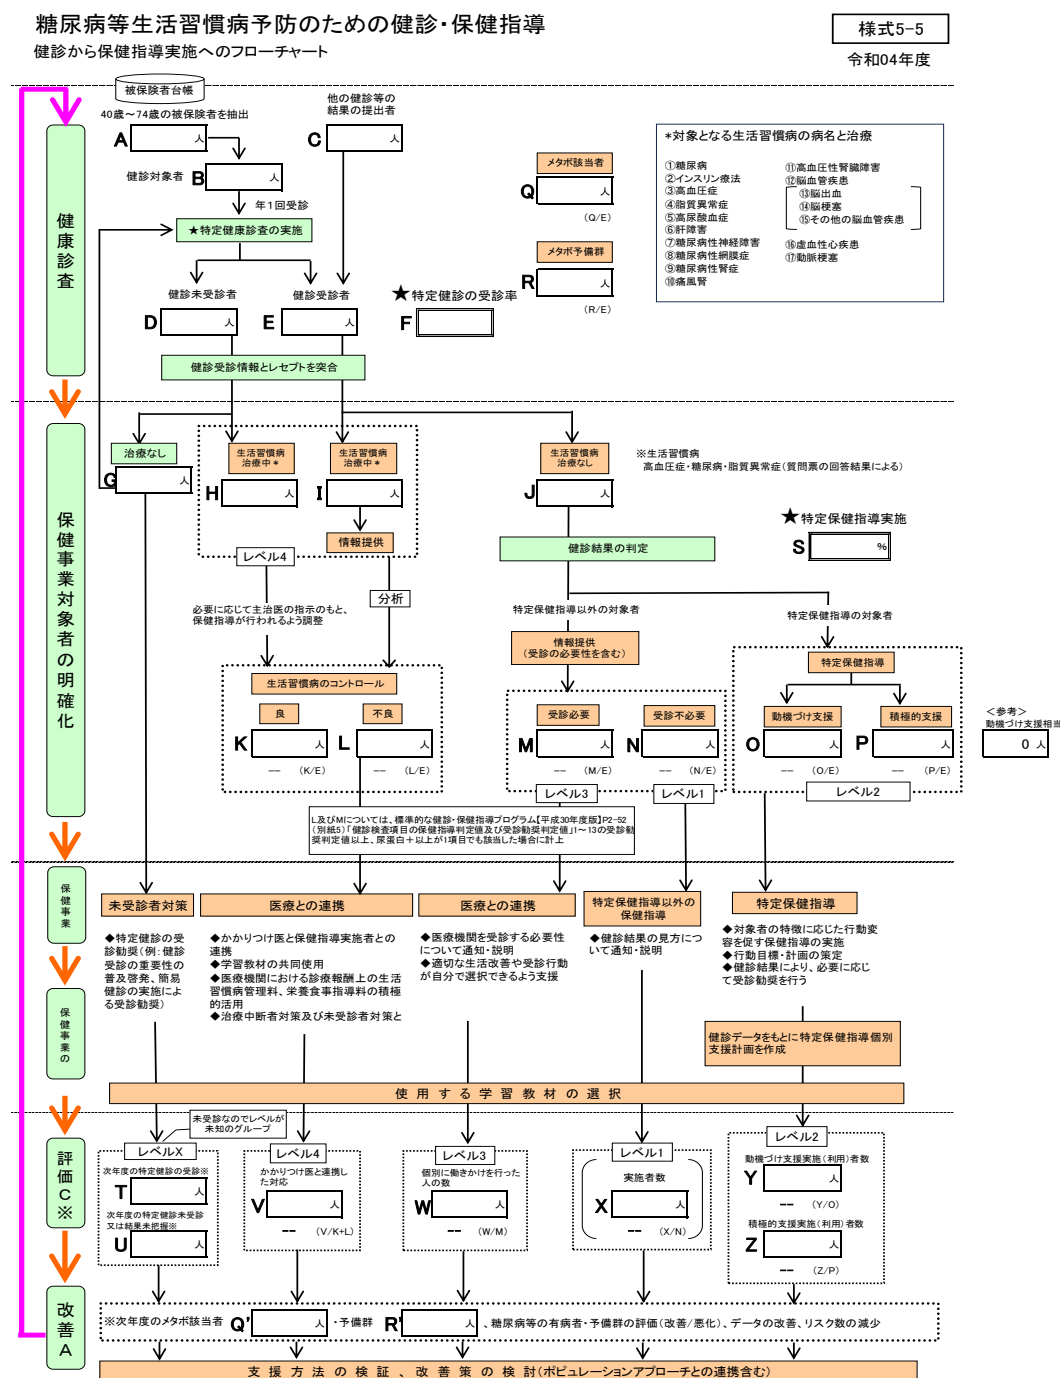 糖尿病等生活習慣病予防のための健診・保健指導
健診から保健指導実施へのフローチャート
様式5-5
令和04年度
被保険者台帳
40歳～74歳の被保険者を抽出
A 人
他の健診等の
結果の提出者
C 人
健診対象者 B 人
年1回受診
★特定健康診査の実施
健診未受診者
D 人
健診受診者
E 人
★特定健診の受診率
F
メタボ該当者
Q 人
(Q/E)
メタボ予備群
R 人
(R/E)
*対象となる生活習慣病の病名と治療
①糖尿病
②インスリン療法
③高血圧症
④脂質異常症
⑤高尿酸血症
⑥肝障害
⑦糖尿病性神経障害
⑧糖尿病性網膜症
⑨糖尿病性腎症
⑩痛風腎
⑪高血圧性腎臓障害
⑫脳血管疾患
⑬脳出血
⑭脳梗塞
⑮その他の脳血管疾患
⑯虚血性心疾患
⑰動脈梗塞
健康診査
健診受診情報とレセプトを突合
保健事業対象者の明確化
治療なし
G 人
生活習慣病
治療中*
H 人
生活習慣病
治療中*
I 人
情報提供
レベル4
生活習慣病
治療なし
J 人
※生活習慣病
高血圧症・糖尿病・脂質異常症(質問票の回答結果による)
★特定保健指導実施
S %
健診結果の判定
分析
必要に応じて主治医の指示のもと、
保健指導が行われるよう調整
特定保健指導以外の対象者
特定保健指導の対象者
情報提供
(受診の必要性を含む)
特定保健指導
生活習慣病のコントロール
良
K 人
-- (K/E)
不良
L 人
-- (L/E)
受診必要
M 人
-- (M/E)
レベル3
受診不必要
N 人
-- (N/E)
レベル1
動機づけ支援
O 人
-- (O/E)
積極的支援
P 人
-- (P/E)
レベル2
＜参考＞
動機づけ支援相当
0 人
L及びMについては、標準的な健診・保健指導プログラム【平成30年度版】P2-52
(別紙5)「健診検査項目の保健指導判定値及び受診勧奨判定値」1～13の受診勧
奨判定値以上、尿蛋白＋以上が1項目でも該当した場合に計上
保健事業
未受診者対策
医療との連携
医療との連携
特定保健指導以外の
保健指導
特定保健指導
◆特定健診の受
診勧奨(例：健診
受診の重要性の
普及啓発、簡易
健診の実施によ
る受診勧奨)
◆かかりつけ医と保健指導実施者との
連携
◆学習教材の共同使用
◆医療機関における診療報酬上の生活
習慣病管理料、栄養食事指導料の積極
的活用
◆治療中断者対策及び未受診者対策と
◆医療機関を受診する必要性
について通知・説明
◆適切な生活改善や受診行動
が自分で選択できるよう支援
◆健診結果の見方につ
いて通知・説明
◆対象者の特徴に応じた行動変
容を促す保健指導の実施
◆行動目標・計画の策定
◆健診結果により、必要に応じ
て受診勧奨を行う
保健事業の
健診データをもとに特定保健指導個別
支援計画を作成
使用する学習教材の選択
評価C※
未受診なのでレベルが
未知のグループ
レベルX
次年度の特定健診の受診※
T 人
次年度の特定健診未受診
又は結果未把握※
U 人
レベル4
かかりつけ医と連携し
た対応
V 人
-- (V/K+L)
レベル3
個別に働きかけを行った
人の数
W 人
-- (W/M)
レベル1
実施者数
X 人
-- (X/N)
レベル2
動機づけ支援実施(利用)者数
Y 人
-- (Y/O)
積極的支援実施(利用)者数
Z 人
-- (Z/P)
改善A
※次年度のメタボ該当者 Q' 人 ・予備群 R' 人 、糖尿病等の有病者・予備群の評価(改善/悪化)、データの改善、リスク数の減少
支援方法の検証、改善策の検討(ポピュレーションアプローチとの連携含む)